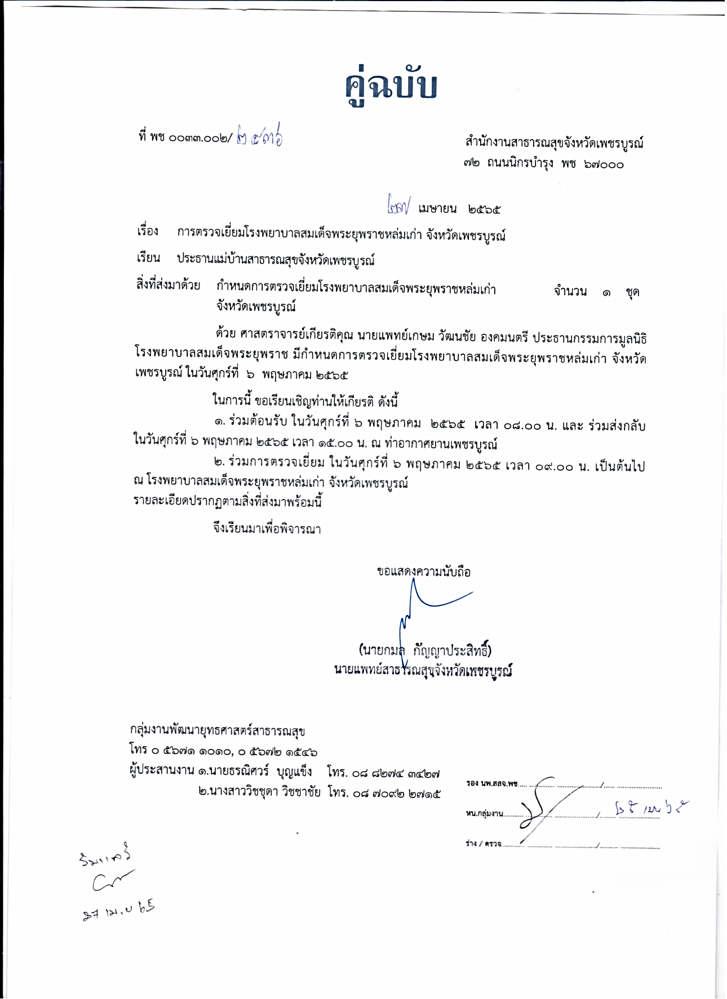 คู่ฉบับ
ที่ พช ๐๐๓๓.๐๐๒/ ๒๕๓๖
สำนักงานสาธารณสุขจังหวัดเพชรบูรณ์
๗๒ ถนนนิกรบำรุง พช ๖๗๐๐๐
๒๗ เมษายน ๒๕๖๕
เรื่อง การตรวจเยี่ยมโรงพยาบาลสมเด็จพระยุพราชหล่มเก่า จังหวัดเพชรบูรณ์
เรียน ประธานแม่บ้านสาธารณสุขจังหวัดเพชรบูรณ์
สิ่งที่ส่งมาด้วย กำหนดการตรวจเยี่ยมโรงพยาบาลสมเด็จพระยุพราชหล่มเก่า จำนวน ๑ ชุด
จังหวัดเพชรบูรณ์
ด้วย ศาสตราจารย์เกียรติคุณ นายแพทย์เกษม วัฒนชัย องคมนตรี ประธานกรรมการมูลนิธิ
โรงพยาบาลสมเด็จพระยุพราช มีกำหนดการตรวจเยี่ยมโรงพยาบาลสมเด็จพระยุพราชหล่มเก่า จังหวัด
เพชรบูรณ์ ในวันศุกร์ที่ ๖ พฤษภาคม ๒๕๖๕
ในการนี้ ขอเรียนเชิญท่านให้เกียรติ ดังนี้
๑. ร่วมต้อนรับ ในวันศุกร์ที่ ๖ พฤษภาคม ๒๕๖๕ เวลา ๐๘.๐๐ น. และ ร่วมส่งกลับ
ในวันศุกร์ที่ ๖ พฤษภาคม ๒๕๖๕ เวลา ๑๕.๐๐ น. ณ ท่าอากาศยานเพชรบูรณ์
๒. ร่วมการตรวจเยี่ยม ในวันศุกร์ที่ ๖ พฤษภาคม ๒๕๖๕ เวลา ๐๙.๐๐ น. เป็นต้นไป
ณ โรงพยาบาลสมเด็จพระยุพราชหล่มเก่า จังหวัดเพชรบูรณ์
รายละเอียดปรากฏตามสิ่งที่ส่งมาพร้อมนี้
จึงเรียนมาเพื่อพิจารณา
ขอแสดงความนับถือ
(นายกมล กัญญาประสิทธิ์)
นายแพทย์สาธารณสุขจังหวัดเพชรบูรณ์
กลุ่มงานพัฒนายุทธศาสตร์สาธารณสุข
โทร ๐ ๕๖๗๑ ๑๐๑๐, ๐ ๕๖๗๒ ๑๕๔๖
ผู้ประสานงาน ๑.นายธรณิศวร์ บุญแข็ง โทร. ๐๘ ๘๒๗๔ ๓๔๒๗
๒.นางสาววิชชุดา วิชชาชัย โทร. ๐๘ ๗๐๙๒ ๒๗๑๕
รอง นพ.สสจ.พช...../.....
หน.กลุ่มงาน...../..... ๒๕ เมย ๖๕
ร่าง / ตรวจ...../.....
27 เม.ย 65